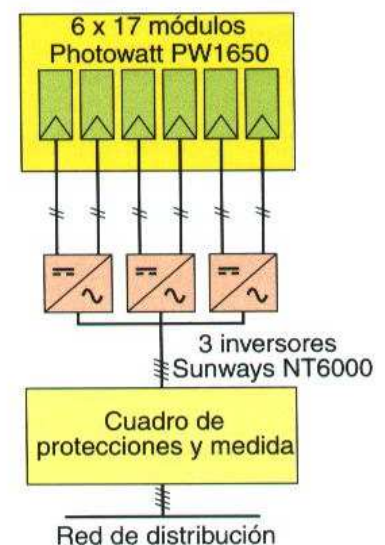 6 x 17 módulos
Photowatt PW1650
3 inversores
Sunways NT6000
Cuadro de
protecciones y medida
Red de distribución